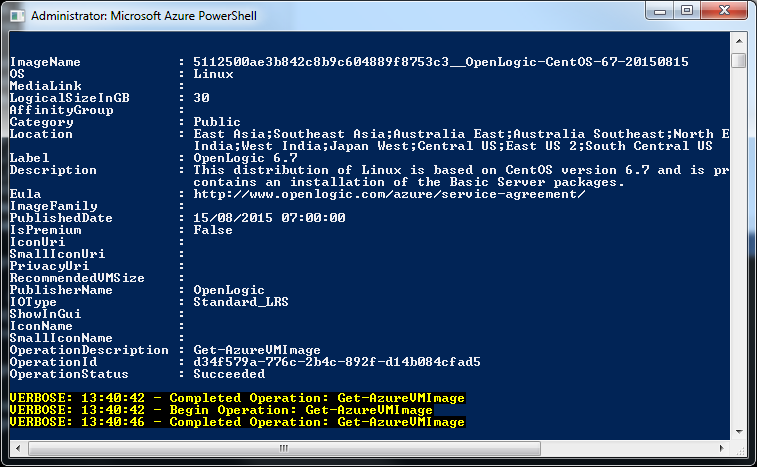 Administrator: Microsoft Azure PowerShell
ImageName : 5112500ae3b842c8b9c604889f8753c3__OpenLogic-CentOS-67-20150815
OS : Linux
MediaLink :
LogicalSizeInGB : 30
AffinityGroup :
Category : Public
Location : East Asia;Southeast Asia;Australia East;Australia Southeast;North E
India;West India;Japan West;Central US;East US 2;South Central US
Label : OpenLogic 6.7
Description : This distribution of Linux is based on CentOS version 6.7 and is pr
contains an installation of the Basic Server packages.
Eula : http://www.openlogic.com/azure/service-agreement/
ImageFamily :
PublishedDate : 15/08/2015 07:00:00
IsPremium : False
IconUri :
SmallIconUri :
PrivacyUri :
RecommendedVMSize :
PublisherName : OpenLogic
IOType : Standard_LRS
ShowInGui :
IconName :
SmallIconName :
OperationDescription : Get-AzureVMImage
OperationId : d34f579a-776c-2b4c-892f-d14b084cfad5
OperationStatus : Succeeded
VERBOSE: 13:40:42 - Completed Operation: Get-AzureVMImage
VERBOSE: 13:40:42 - Begin Operation: Get-AzureVMImage
VERBOSE: 13:40:46 - Completed Operation: Get-AzureVMImage